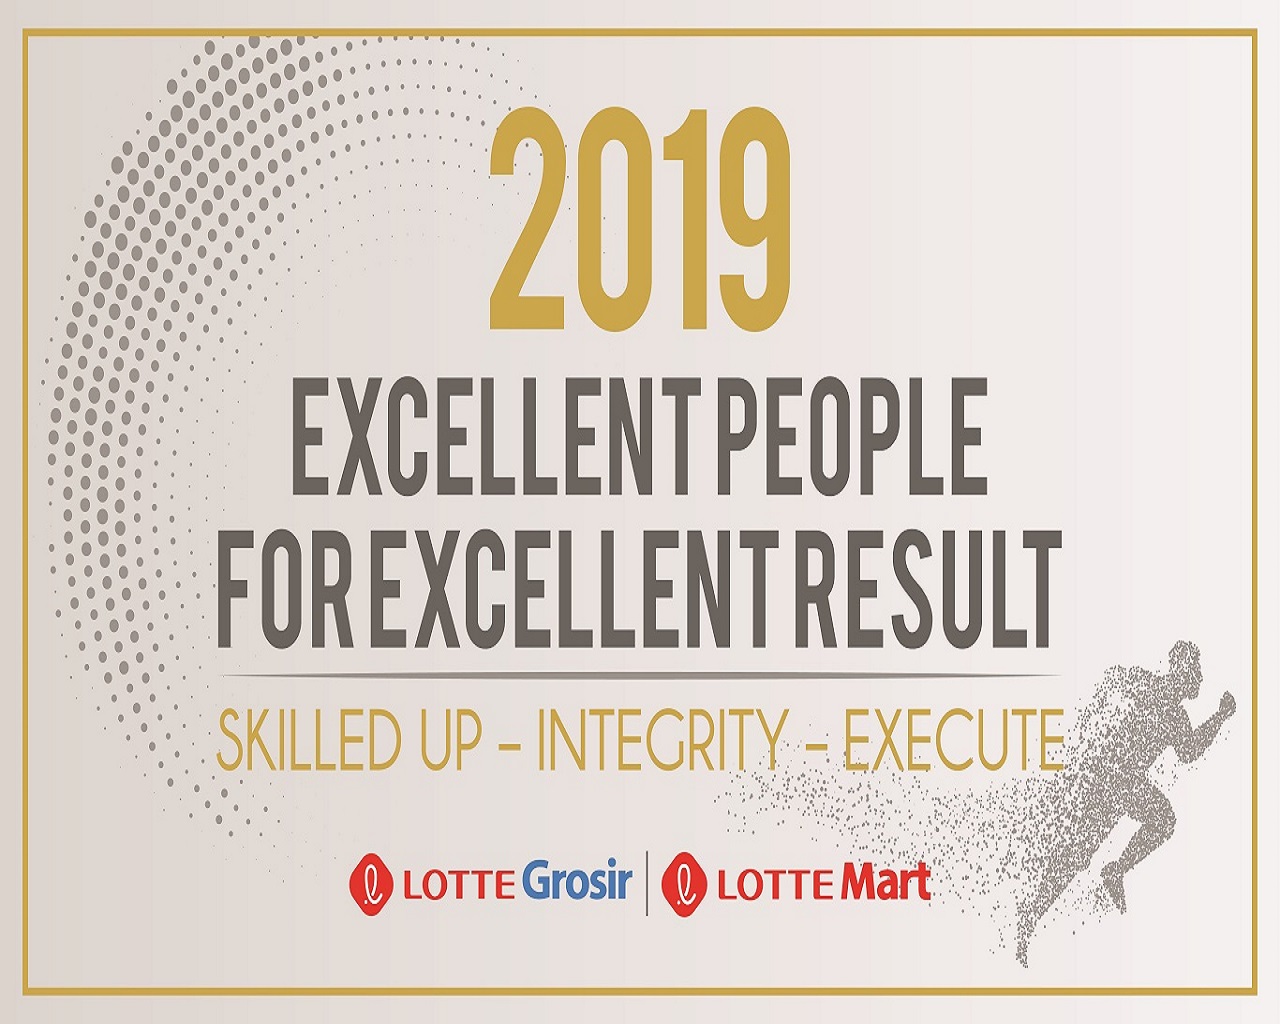 2019
EXCELLENT PEOPLE
FOR EXCELLENT RESULT
SKILLED UP – INTEGRITY – EXECUTE
LOTTE Grosir | LOTTE Mart